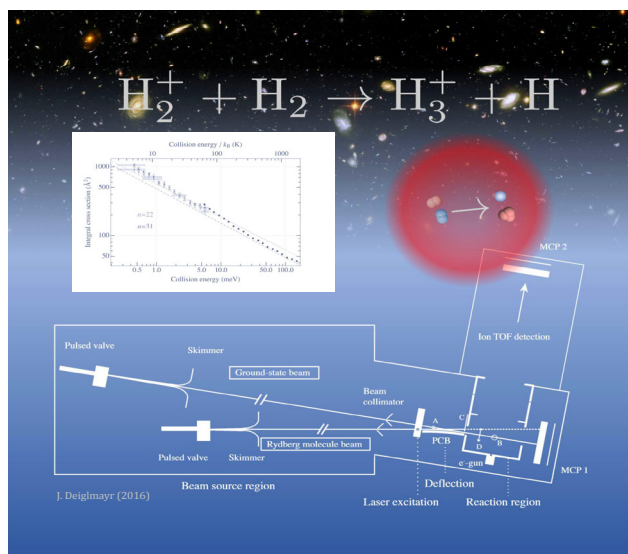 H₂⁺ + H₂ → H₃⁺ + H
Collision energy / k_B (K)
10
100
1000
Integral cross section (Å²)
1000
500
100
50
n=22
n=31
0.5
1.0
5.0
10.0
50.0
100.0
Collision energy (meV)
MCP 2
Ion TOF detection
Pulsed valve
Skimmer
Ground-state beam
Beam
collimator
Rydberg molecule beam
Pulsed valve
Skimmer
A
C
B
D
PCB
e⁻-gun
MCP 1
Beam source region
Deflection
Laser excitation
Reaction region
J. Deiglmayr (2016)